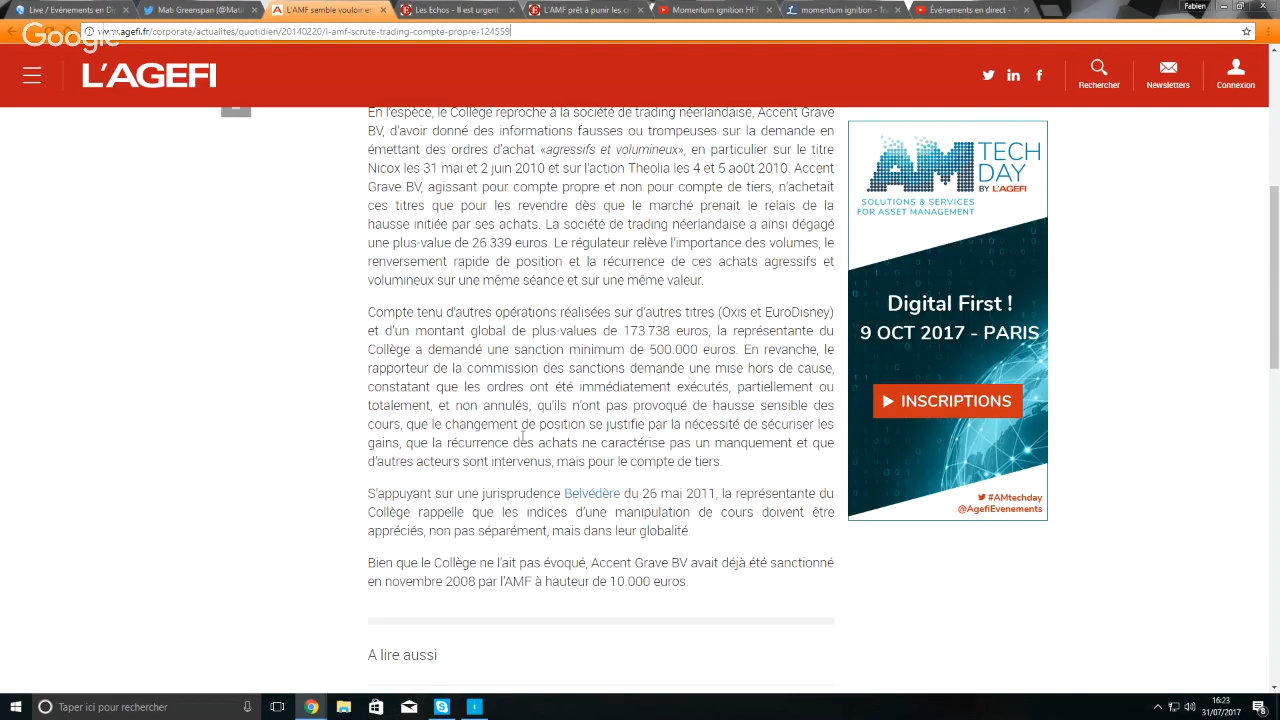 Live / Événements en di
Mati Greespan (@Mati
L'AMF semble vouloir en
Les Echos - Il est urgent
L'AMF prêt à punir les
Momentum ignition HF
momentum ignition - Tra
Événements en direct - Y
Fabien
Google
www.agefi.fr/corporate/actualites/quotidien/20140220/l-amf-scrute-trading-compte-propre-124559
L'AGEFI
Rechercher
Newsletters
Connexion
En l'espèce, le Collège reproche à la société de trading néerlandaise, Accent Grave
BV, d'avoir donné des informations fausses ou trompeuses sur la demande en
émettant des ordres d'achat «agressifs et volumineux», en particulier sur le titre
Nicox les 31 mai et 2 juin 2010 et sur l'action Theolia les 4 et 5 août 2010. Accent
Grave BV, agissant pour compte propre et non pour compte de tiers, n'achetait
ces titres que pour les revendre dès que le marché prenait le relais de la
hausse initiée par ses achats. La société de trading néerlandaise a ainsi dégagé
une plus-value de 26.339 euros. Le régulateur relève l'importance des volumes, le
renversement rapide de position et la récurrence de ces achats agressifs et
volumineux sur une même séance et sur une même valeur.
Compte tenu d'autres opérations réalisées sur d'autres titres (Oxis et EuroDisney)
et d'un montant global de plus-values de 173.738 euros, la représentante du
Collège a demandé une sanction minimum de 500.000 euros. En revanche, le
rapporteur de la commission des sanctions demande une mise hors de cause,
constatant que les ordres ont été immédiatement exécutés, partiellement ou
totalement, et non annulés, qu'ils n'ont pas provoqué de hausse sensible des
cours, que le changement de position se justifie par la nécessité de sécuriser les
gains, que la récurrence des achats ne caractérise pas un manquement et que
d'autres acteurs sont intervenus, mais pour le compte de tiers.
S'appuyant sur une jurisprudence Belvédère du 26 mai 2011, la représentante du
Collège rappelle que les indices d'une manipulation de cours doivent être
appréciés, non pas séparément, mais dans leur globalité.
Bien que le Collège ne l'ait pas évoqué, Accent Grave BV avait déjà été sanctionné
en novembre 2008 par l'AMF à hauteur de 10.000 euros.
A lire aussi
AM TECH
DAY
BY L'AGEFI
SOLUTIONS & SERVICES
FOR ASSET MANAGEMENT
Digital First !
9 OCT 2017 - PARIS
INSCRIPTIONS
#AMtechday
@AgefiEvenements
Taper ici pour rechercher
16:23
31/07/2017
8